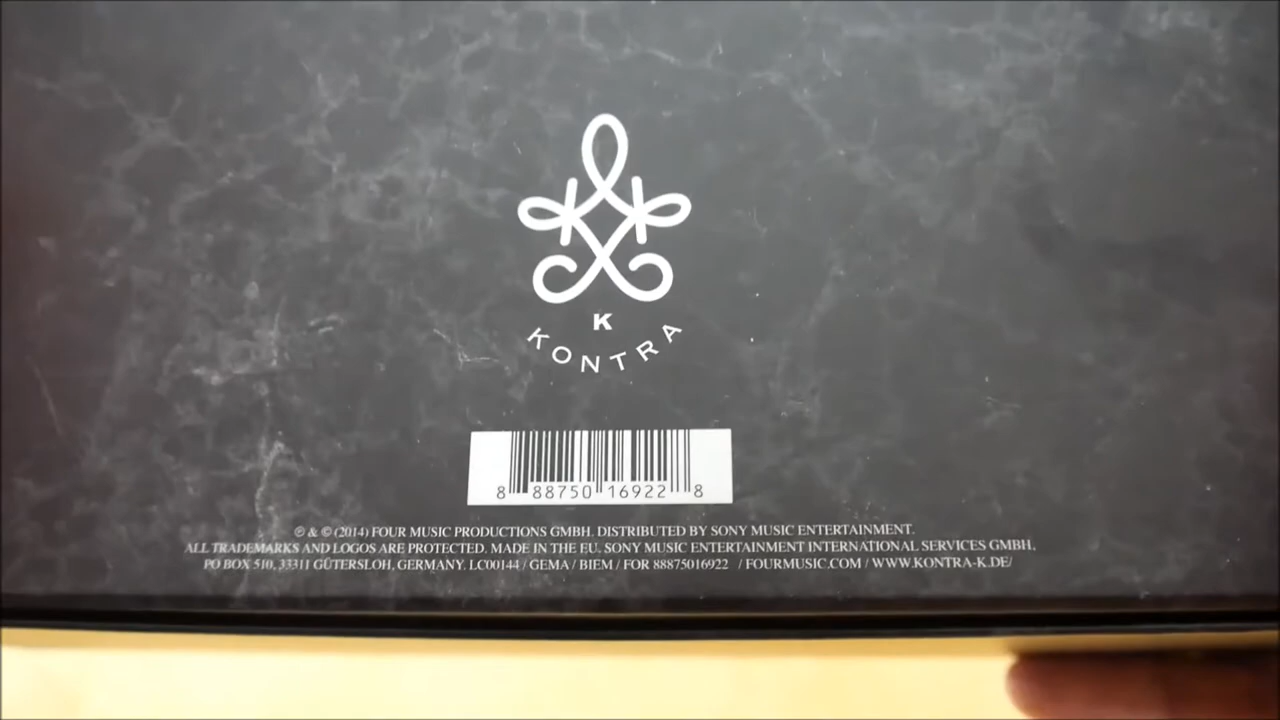 K
KONTRA
8 88750 16922 8
℗ & © (2014) FOUR MUSIC PRODUCTIONS GMBH. DISTRIBUTED BY SONY MUSIC ENTERTAINMENT.
ALL TRADEMARKS AND LOGOS ARE PROTECTED. MADE IN THE EU. SONY MUSIC ENTERTAINMENT INTERNATIONAL SERVICES GMBH,
PO BOX 510, 33311 GÜTERSLOH, GERMANY. LC00144 / GEMA / BIEM / FOR 88875016922 / FOURMUSIC.COM / WWW.KONTRA-K.DE/